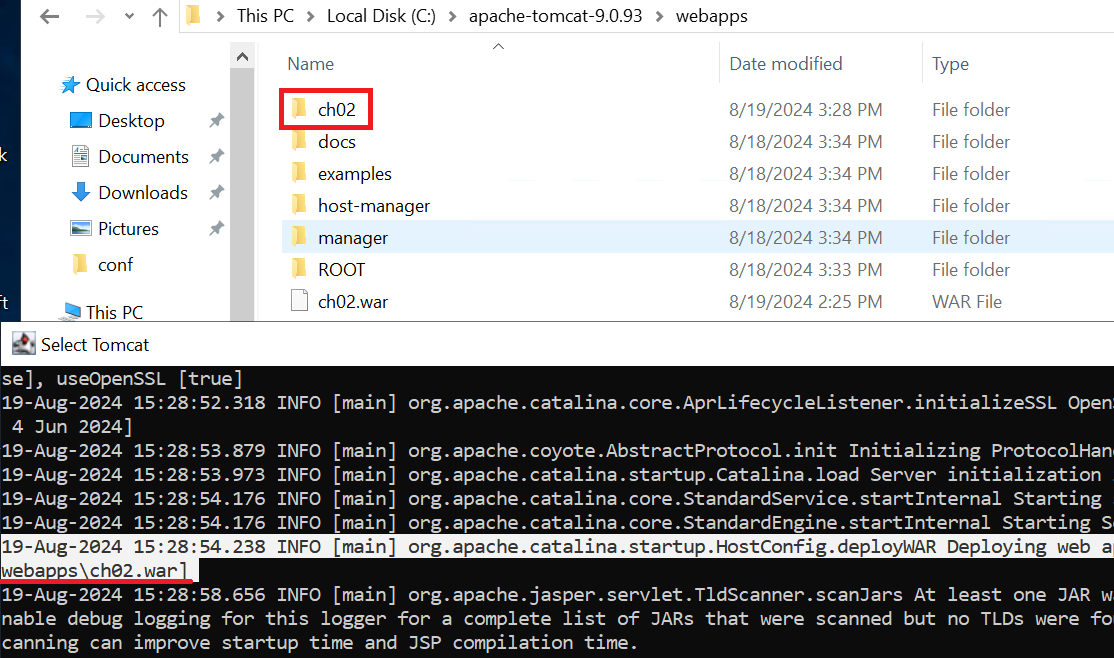 This PC > Local Disk (C:) > apache-tomcat-9.0.93 > webapps
Name Date modified Type
Quick access
Desktop
Documents
Downloads
Pictures
conf
This PC
ch02 8/19/2024 3:28 PM File folder
docs 8/18/2024 3:34 PM File folder
examples 8/18/2024 3:34 PM File folder
host-manager 8/18/2024 3:34 PM File folder
manager 8/18/2024 3:34 PM File folder
ROOT 8/18/2024 3:33 PM File folder
ch02.war 8/19/2024 2:25 PM WAR File
k
ft
Select Tomcat
se], useOpenSSL [true]
19-Aug-2024 15:28:52.318 INFO [main] org.apache.catalina.core.AprLifecycleListener.initializeSSL Open
4 Jun 2024]
19-Aug-2024 15:28:53.879 INFO [main] org.apache.coyote.AbstractProtocol.init Initializing ProtocolHan
19-Aug-2024 15:28:53.973 INFO [main] org.apache.catalina.startup.Catalina.load Server initialization
19-Aug-2024 15:28:54.176 INFO [main] org.apache.catalina.core.StandardService.startInternal Starting
19-Aug-2024 15:28:54.176 INFO [main] org.apache.catalina.core.StandardEngine.startInternal Starting S
19-Aug-2024 15:28:54.238 INFO [main] org.apache.catalina.startup.HostConfig.deployWAR Deploying web a
webapps\ch02.war]
19-Aug-2024 15:28:58.656 INFO [main] org.apache.jasper.servlet.TldScanner.scanJars At least one JAR w
nable debug logging for this logger for a complete list of JARs that were scanned but no TLDs were fo
canning can improve startup time and JSP compilation time.